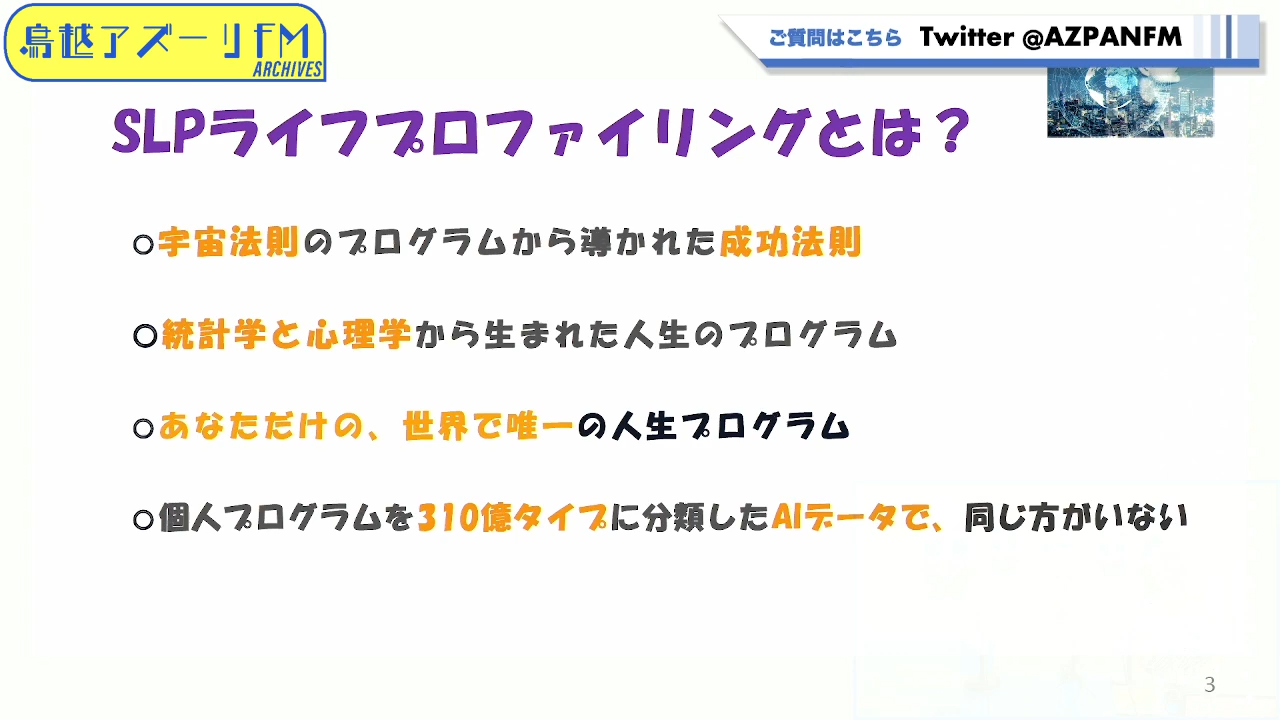 鳥越アズーリFM
ARCHIVES
ご質問はこちら Twitter @AZPANFM
SLPライフプロファイリングとは？
○宇宙法則のプログラムから導かれた成功法則
○統計学と心理学から生まれた人生のプログラム
○あなただけの、世界で唯一の人生プログラム
○個人プログラムを310億タイプに分類したAIデータで、同じ方がいない
3